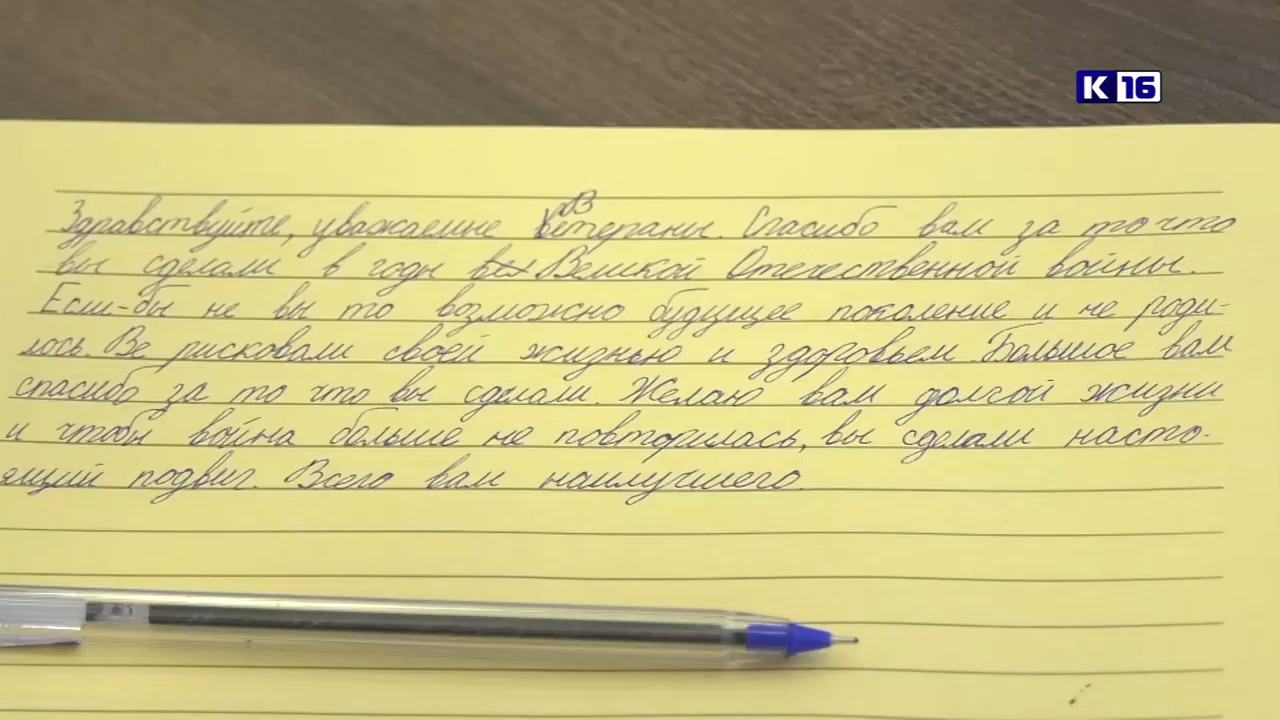 К 16
Здравствуйте, уважаемые Ветераны. Спасибо вам за то что
вы сделали в годы Великой Отечественной войны.
Если-бы не вы то возможно будущее поколение и не роди-
лось. Вы рисковали своей жизнью и здоровьем. Большое вам
спасибо за то что вы сделали. Желаю вам долгой жизни
и чтобы война больше не повторилась, вы сделали насто-
ящий подвиг. Всего вам наилучшего.